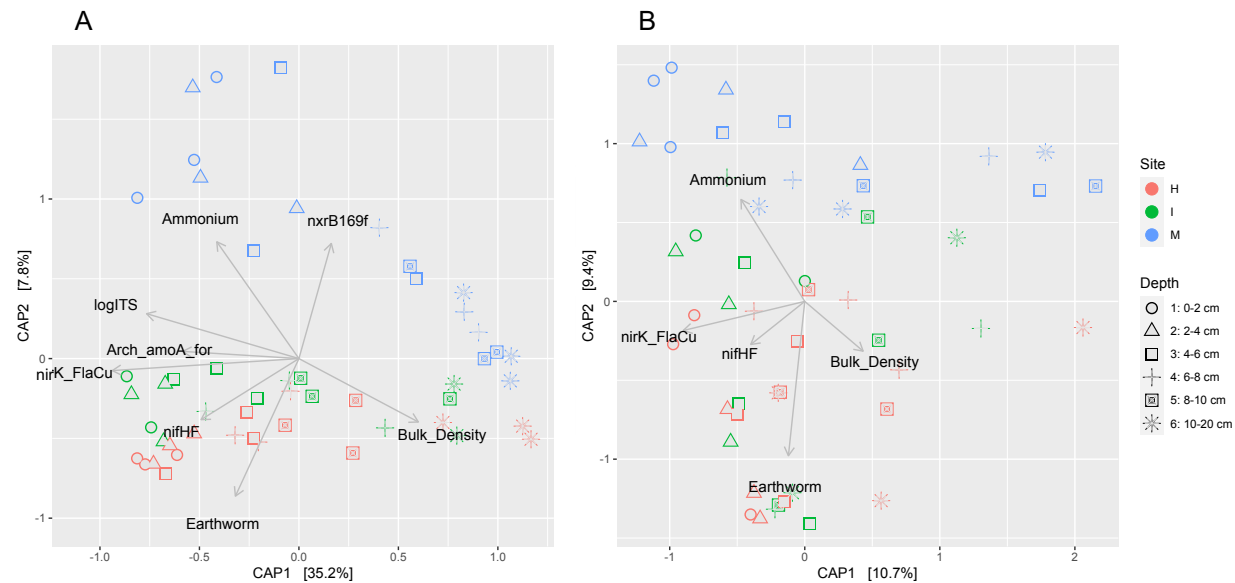 A
B
CAP2 [7.8%]
1
0
-1
Ammonium
nxrB169f
logITS
Arch_amoA_for
nirK_FlaCu
nifHF
Bulk_Density
Earthworm
-1.0
-0.5
0.0
0.5
1.0
CAP1 [35.2%]
CAP2 [9.4%]
1
0
-1
Ammonium
nirK_FlaCu
nifHF
Bulk_Density
Earthworm
-1
0
1
2
CAP1 [10.7%]
Site
H
I
M
Depth
1: 0-2 cm
2: 2-4 cm
3: 4-6 cm
4: 6-8 cm
5: 8-10 cm
6: 10-20 cm